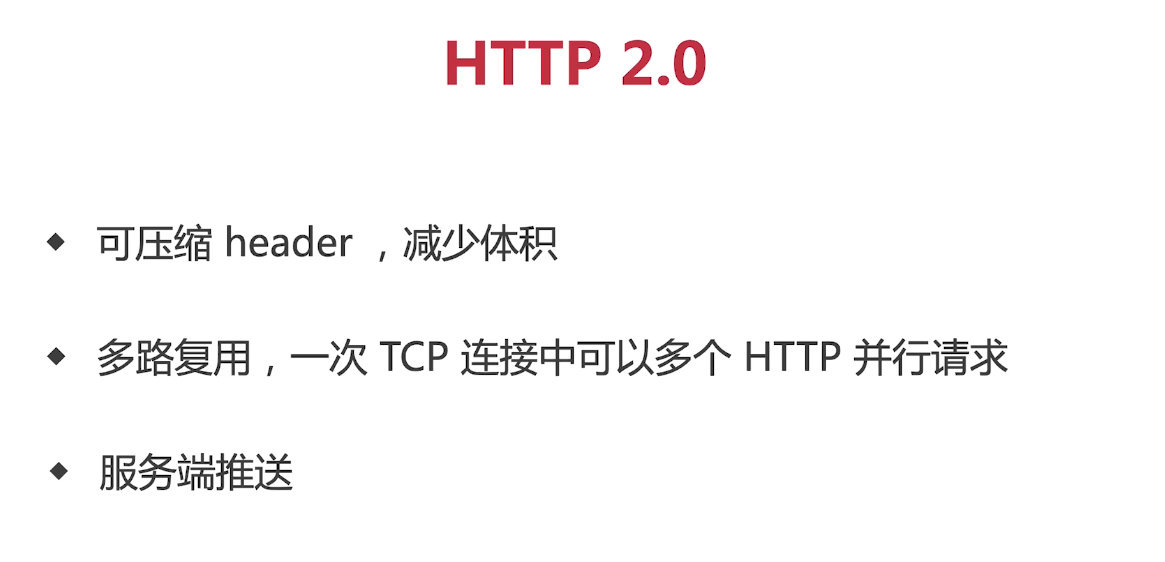 HTTP 2.0
◆ 可压缩 header ，减少体积
◆ 多路复用，一次 TCP 连接中可以多个 HTTP 并行请求
◆ 服务端推送